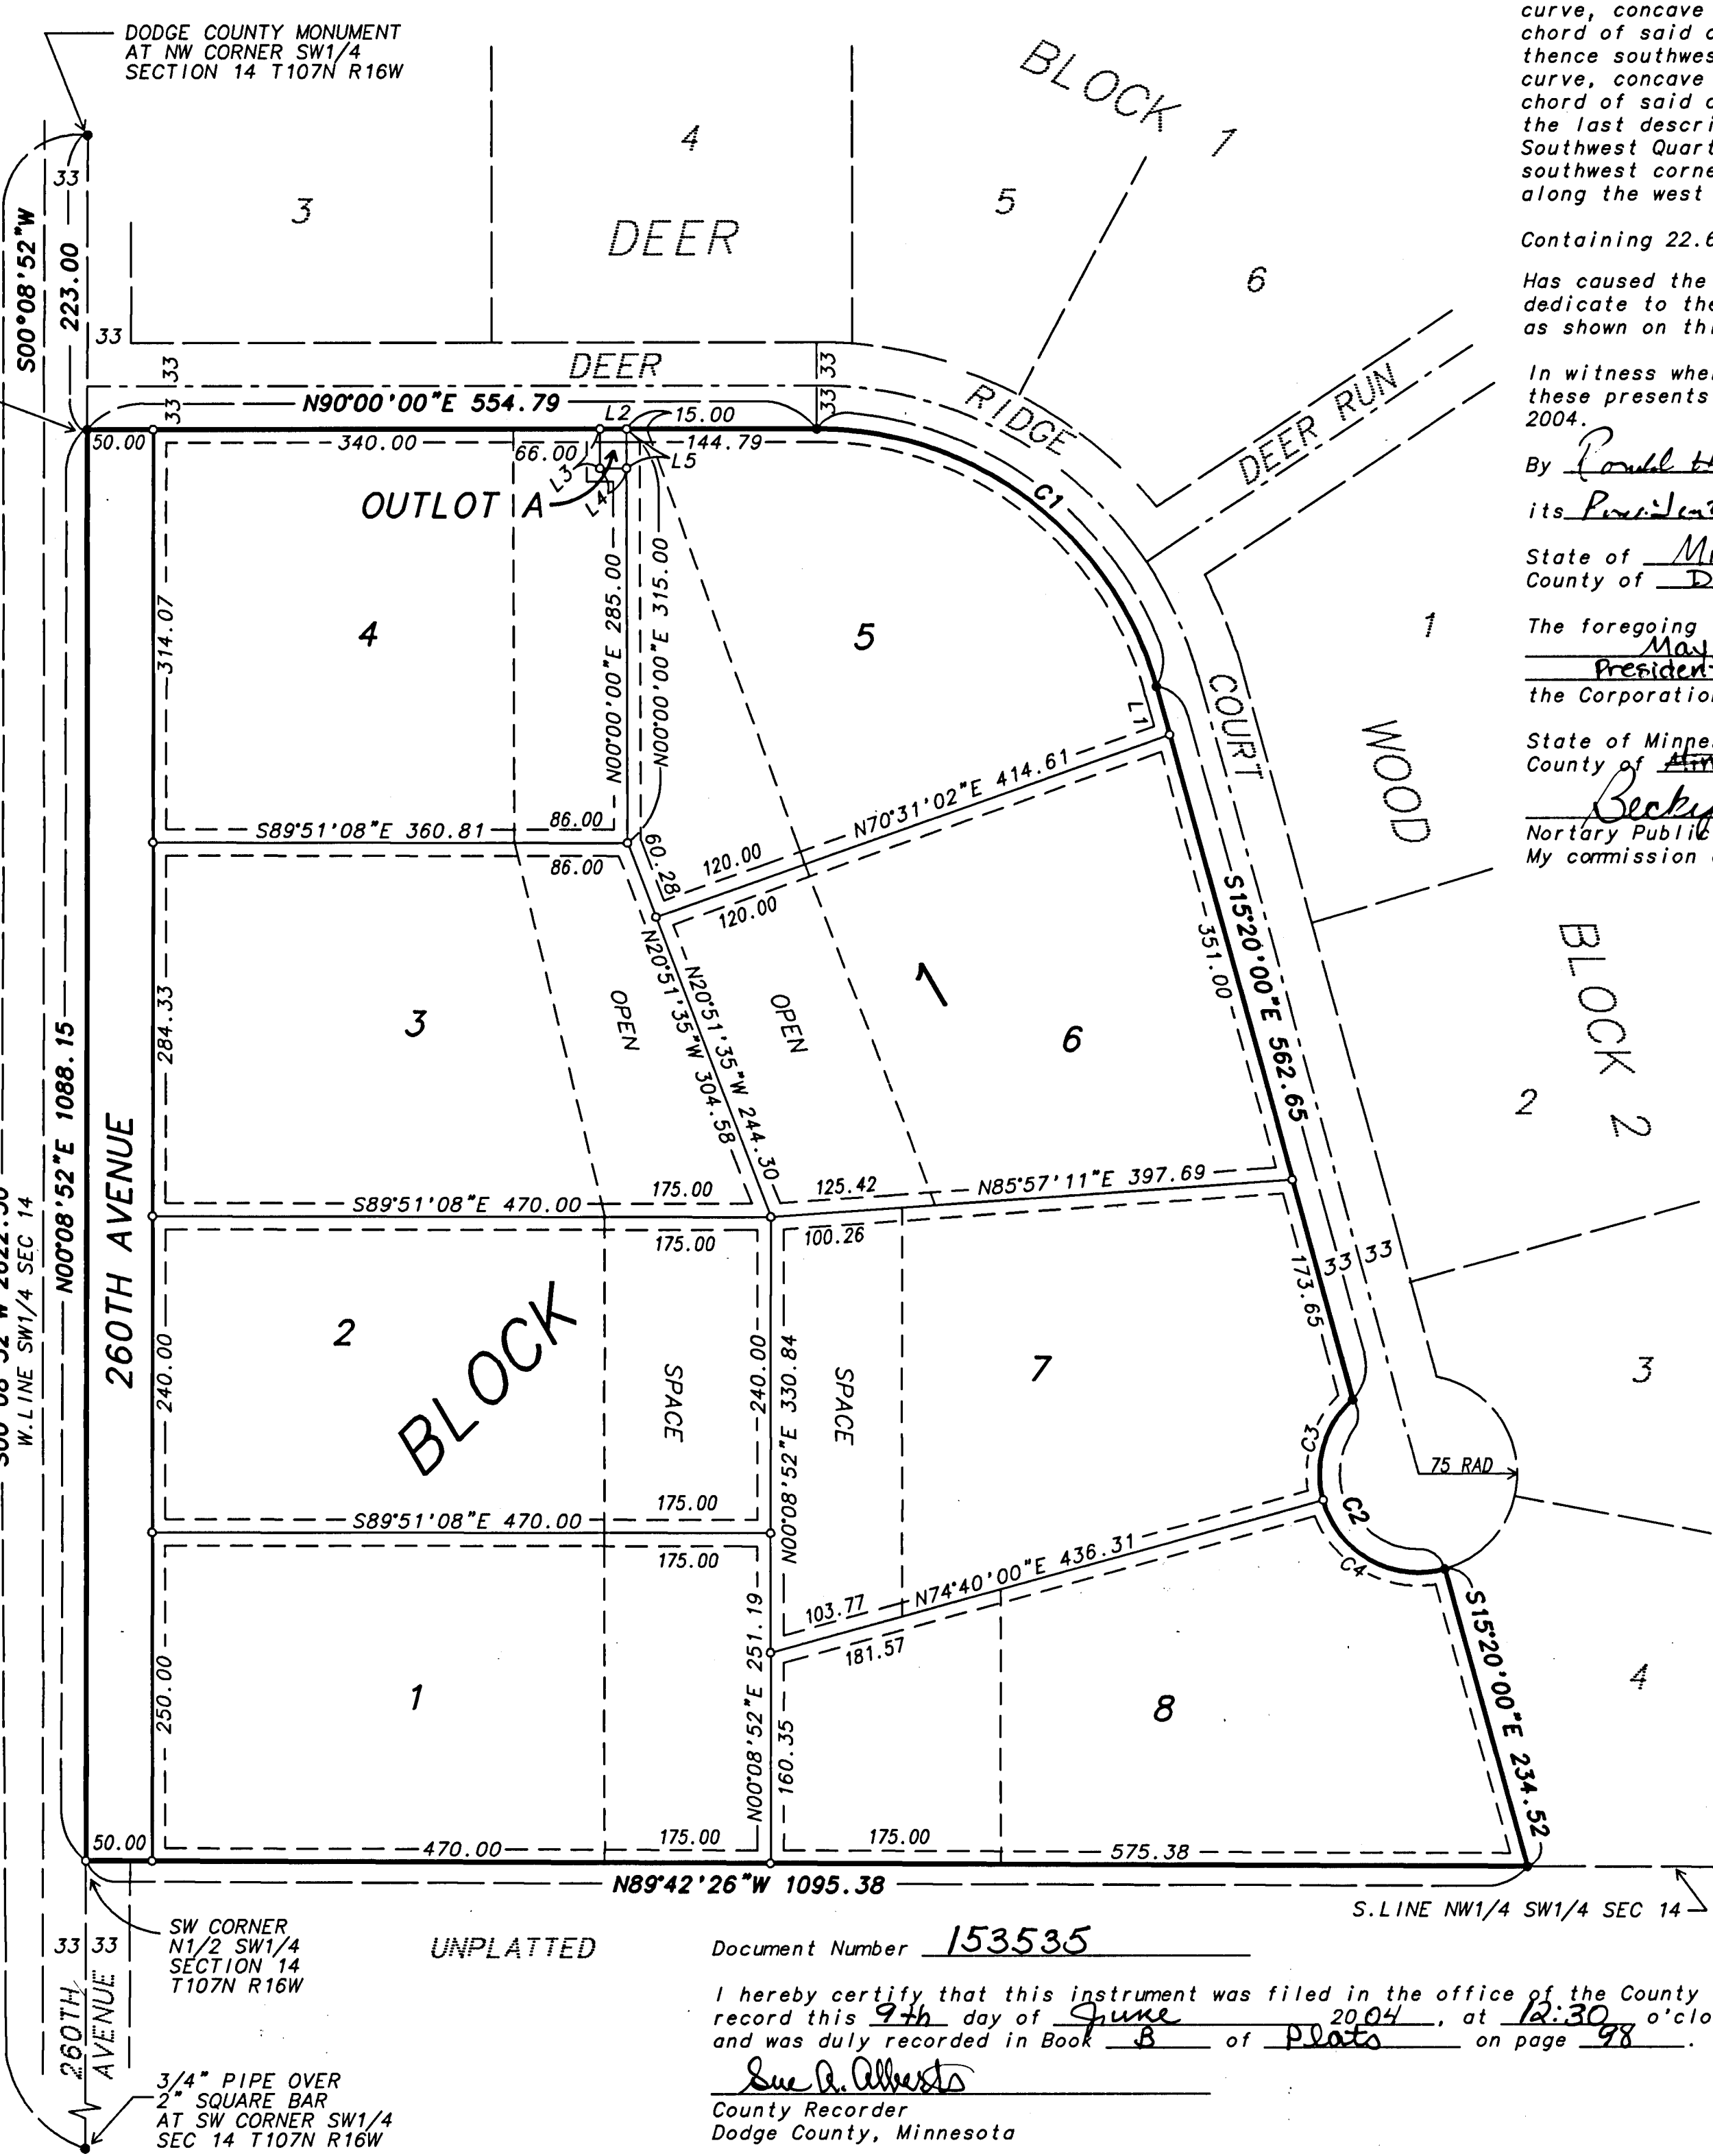 DODGE COUNTY MONUMENT
AT NW CORNER SW1/4
SECTION 14 T107N R16W
BLOCK 1
3
4
5
6
DEER
33
33
S00°08'52"W
223.00
33
33
DEER
33
33
RIDGE
DEER RUN
COURT
N90°00'00"E 554.79
L2
15.00
50.00
340.00
66.00
144.79
L3
L4
L5
OUTLOT A
C1
314.07
4
N00°00'00"E 285.00
N00°00'00"E 315.00
5
L1
1
WOOD
S89°51'08"E 360.81
86.00
86.00
60.28
120.00
N70°31'02"E 414.61
120.00
S15°20'00"E 562.65
351.00
BLOCK 2
284.33
3
OPEN
N20°51'35"W 304.58
N20°51'35"W 244.30
OPEN
1
6
2
N00°08'52"E 1088.15
260TH AVENUE
W.LINE SW1/4 SEC 14
S89°51'08"E 470.00
175.00
125.42
N85°57'11"E 397.69
175.00
100.26
33 33
173.65
2
BLOCK
240.00
SPACE
240.00
N00°08'52"E 330.84
SPACE
7
3
C3
75 RAD
175.00
S89°51'08"E 470.00
175.00
C2
C4
N74°40'00"E 436.31
103.77
181.57
N00°08'52"E 251.19
250.00
1
160.35
8
S15°20'00"E 234.52
4
50.00
470.00
175.00
175.00
575.38
N89°42'26"W 1095.38
S.LINE NW1/4 SW1/4 SEC 14
SW CORNER
N1/2 SW1/4
SECTION 14
T107N R16W
33 33
260TH
AVENUE
UNPLATTED
3/4" PIPE OVER
2" SQUARE BAR
AT SW CORNER SW1/4
SEC 14 T107N R16W
Document Number 153535
I hereby certify that this instrument was filed in the office of the County
record this 9th day of June 2004, at 12:30 o'clo
and was duly recorded in Book B of Plats on page 98.
Sue A. Alberts
County Recorder
Dodge County, Minnesota
curve, concave
chord of said
thence southwes
curve, concave
chord of said
the last descri
Southwest Quart
southwest corne
along the west
Containing 22.6
Has caused the
dedicate to the
as shown on thi
In witness whe
these presents
2004.
By
its President
State of
County of D
The foregoing
May
President
the Corporation
State of Minnes
County of
Becky
Nortary Public
My commission